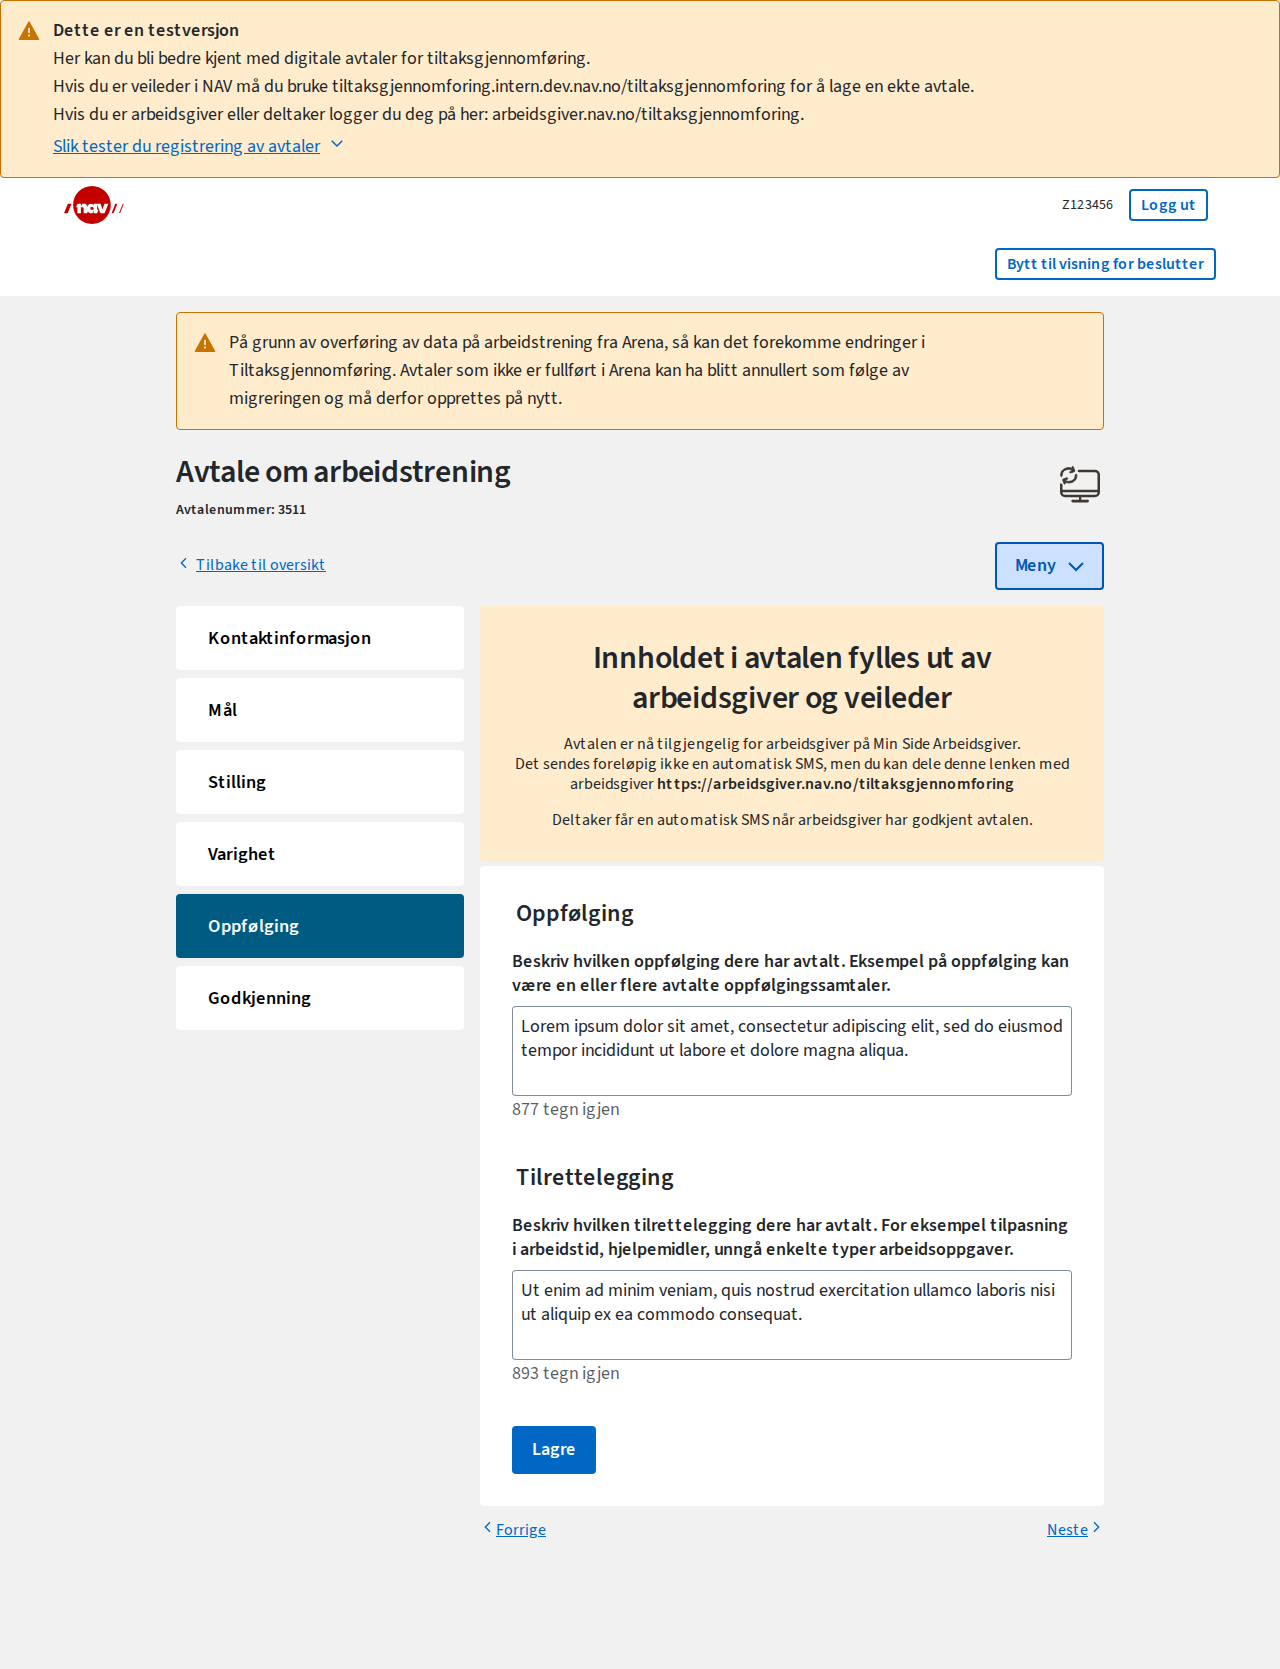 Dette er en testversjon
Her kan du bli bedre kjent med digitale avtaler for tiltaksgjennomføring.
Hvis du er veileder i NAV må du bruke tiltaksgjennomforing.intern.dev.nav.no/tiltaksgjennomforing for å lage en ekte avtale.
Hvis du er arbeidsgiver eller deltaker logger du deg på her: arbeidsgiver.nav.no/tiltaksgjennomforing.
Slik tester du registrering av avtaler
nav
Z123456
Logg ut
Bytt til visning for beslutter
På grunn av overføring av data på arbeidstrening fra Arena, så kan det forekomme endringer i
Tiltaksgjennomføring. Avtaler som ikke er fullført i Arena kan ha blitt annullert som følge av
migreringen og må derfor opprettes på nytt.
Avtale om arbeidstrening
Avtalenummer: 3511
Tilbake til oversikt
Meny
Kontaktinformasjon
Mål
Stilling
Varighet
Oppfølging
Godkjenning
Innholdet i avtalen fylles ut av
arbeidsgiver og veileder
Avtalen er nå tilgjengelig for arbeidsgiver på Min Side Arbeidsgiver.
Det sendes foreløpig ikke en automatisk SMS, men du kan dele denne lenken med
arbeidsgiver https://arbeidsgiver.nav.no/tiltaksgjennomforing
Deltaker får en automatisk SMS når arbeidsgiver har godkjent avtalen.
Oppfølging
Beskriv hvilken oppfølging dere har avtalt. Eksempel på oppfølging kan
være en eller flere avtalte oppfølgingssamtaler.
Lorem ipsum dolor sit amet, consectetur adipiscing elit, sed do eiusmod
tempor incididunt ut labore et dolore magna aliqua.
877 tegn igjen
Tilrettelegging
Beskriv hvilken tilrettelegging dere har avtalt. For eksempel tilpasning
i arbeidstid, hjelpemidler, unngå enkelte typer arbeidsoppgaver.
Ut enim ad minim veniam, quis nostrud exercitation ullamco laboris nisi
ut aliquip ex ea commodo consequat.
893 tegn igjen
Lagre
Forrige
Neste